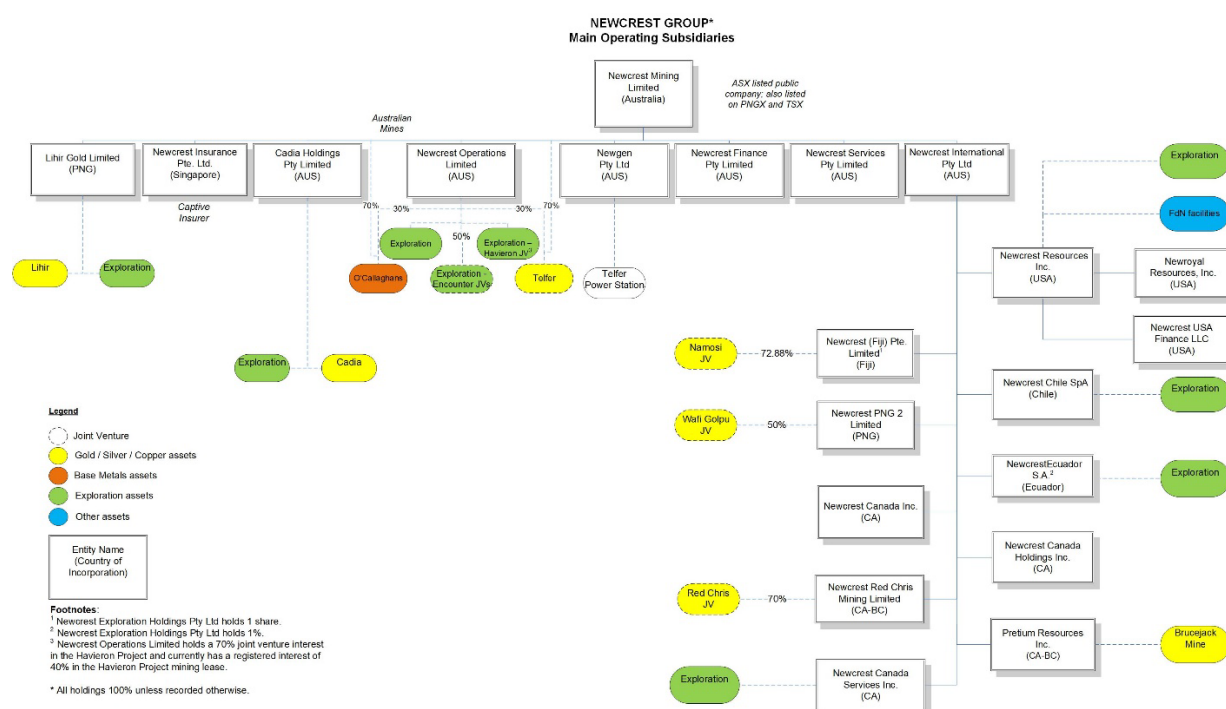 NEWCREST GROUP*
Main Operating Subsidiaries
Newcrest Mining
Limited
(Australia)
ASX listed public
company; also listed
on PNGX and TSX
Australian
Mines
Lihir Gold Limited
(PNG)
Newcrest Insurance
Pte. Ltd.
(Singapore)
Captive
Insurer
Cadia Holdings
Pty Limited
(AUS)
Newcrest Operations
Limited
(AUS)
Newgen
Pty Ltd
(AUS)
Newcrest Finance
Pty Limited
(AUS)
Newcrest Services
Pty Limited
(AUS)
Newcrest International
Pty Ltd
(AUS)
70%
30%
50%
30%
70%
Lihir
Exploration
Exploration
Exploration –
Havieron JV3
O'Callaghans
Exploration -
Encounter JVs
Telfer
Telfer
Power Station
Exploration
Cadia
Exploration
FdN facilities
Newcrest Resources
Inc.
(USA)
Newroyal
Resources, Inc.
(USA)
Newcrest USA
Finance LLC
(USA)
Namosi
JV
72.88%
Newcrest (Fiji) Pte.
Limited1
(Fiji)
Newcrest Chile SpA
(Chile)
Exploration
Wafi Golpu
JV
50%
Newcrest PNG 2
Limited
(PNG)
NewcrestEcuador
S.A.2
(Ecuador)
Exploration
Newcrest Canada Inc.
(CA)
Newcrest Canada
Holdings Inc.
(CA)
Red Chris
JV
70%
Newcrest Red Chris
Mining Limited
(CA-BC)
Pretium Resources
Inc.
(CA-BC)
Brucejack
Mine
Exploration
Newcrest Canada
Services Inc.
(CA)
Legend
Joint Venture
Gold / Silver / Copper assets
Base Metals assets
Exploration assets
Other assets
Entity Name
(Country of
Incorporation)
Footnotes:
1 Newcrest Exploration Holdings Pty Ltd holds 1 share.
2 Newcrest Exploration Holdings Pty Ltd holds 1%.
3 Newcrest Operations Limited holds a 70% joint venture interest
in the Havieron Project and currently has a registered interest of
40% in the Havieron Project mining lease.
* All holdings 100% unless recorded otherwise.